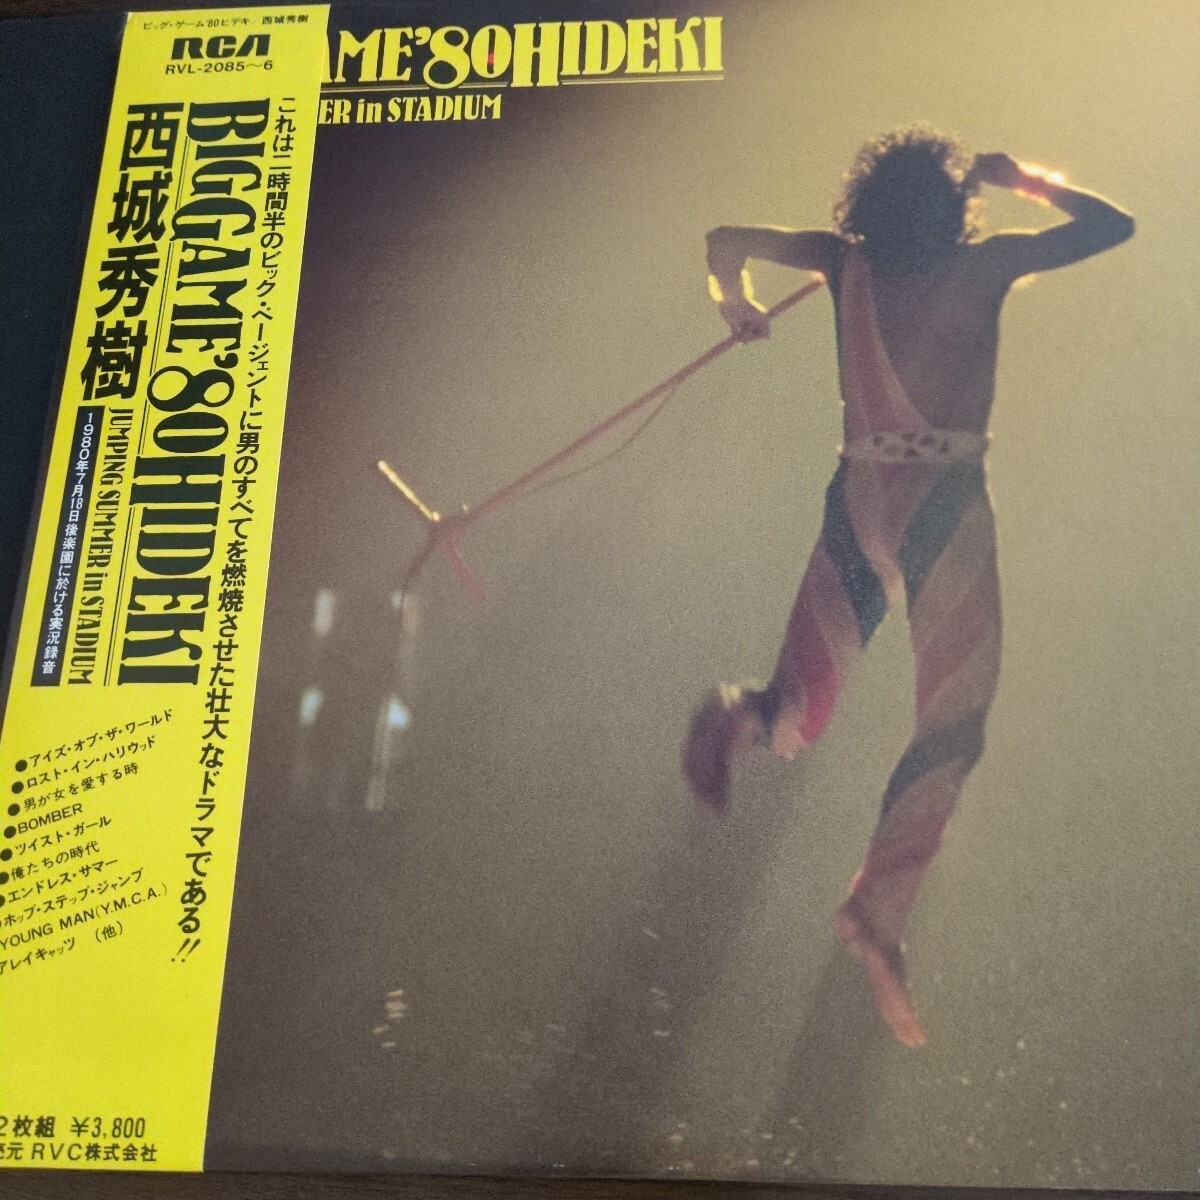 ビッグ・ゲーム'80ヒデキ/西城秀樹
RCA
RVL-2085〜6
AME'80HIDEKI
ER in STADIUM
これは二時間半のビック・ページェントに男のすべてを燃焼させた壮大なドラマである!!
BIG GAME'80 HIDEKI
JUMPING SUMMER in STADIUM
西城秀樹
1980年7月18日後楽園に於ける実況録音
●アイズ・オブ・ザ・ワールド
●ロスト・イン・ハリウッド
●男が女を愛する時
●BOMBER
●ツイスト・ガール
●俺たちの時代
●エンドレス・サマー
ホップ・ステップ・ジャンプ
YOUNG MAN(Y.M.C.A.)
アレイキャッツ (他)
2枚組 ¥3,800
売元 RVC株式会社